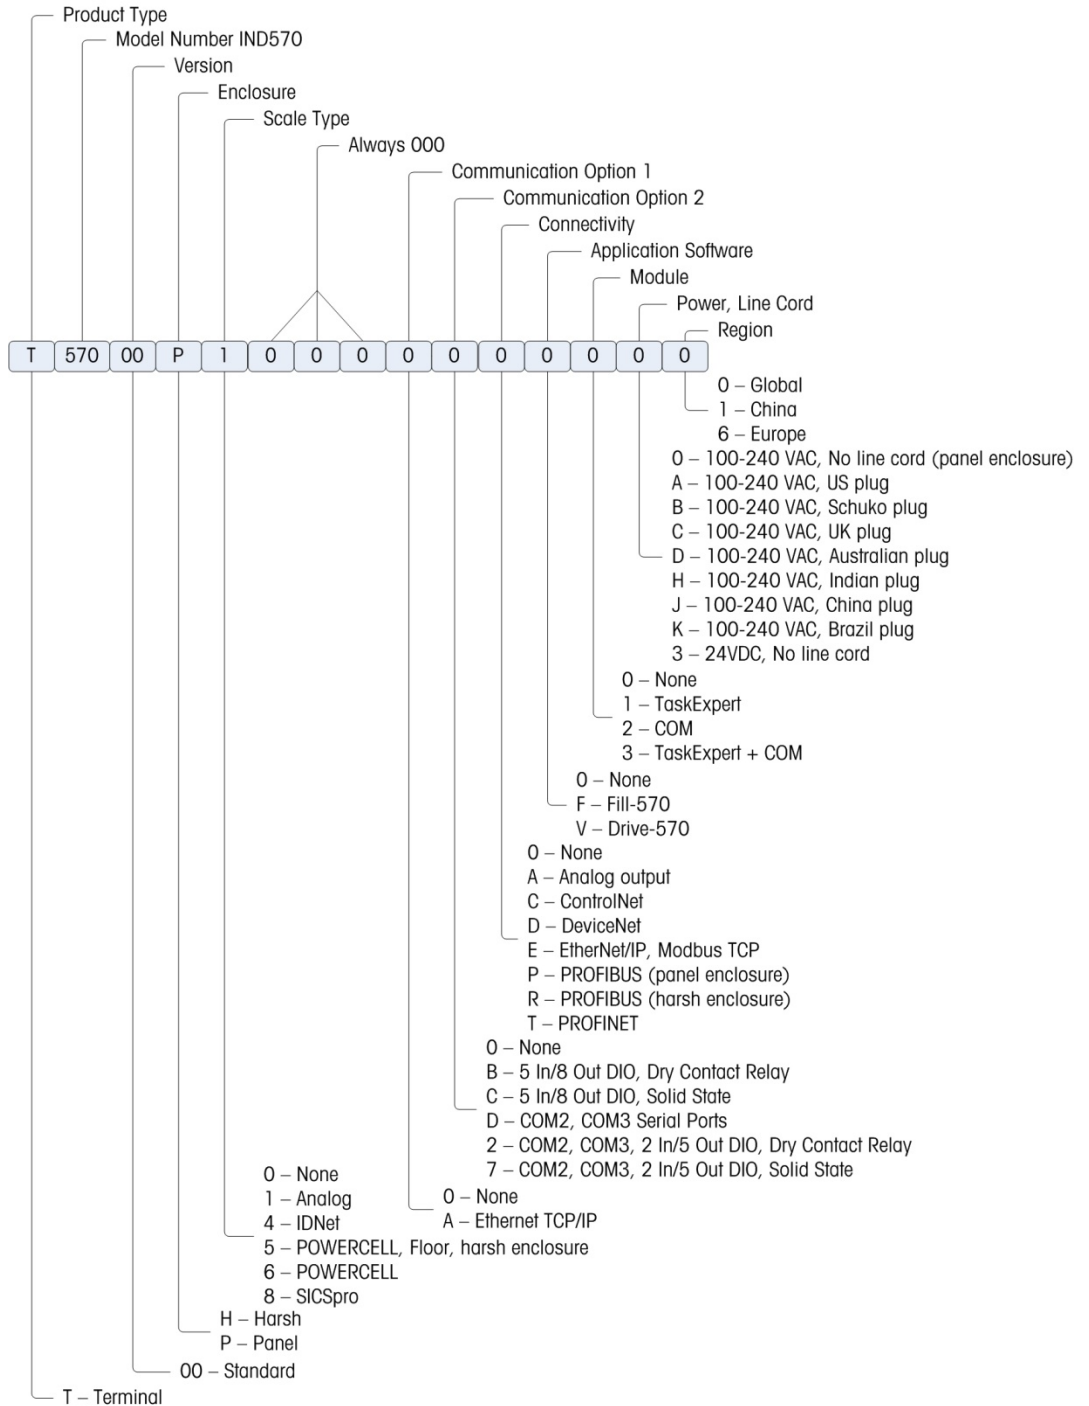 Product Type
Model Number IND570
Version
Enclosure
Scale Type
Always 000
Communication Option 1
Communication Option 2
Connectivity
Application Software
Module
Power, Line Cord
Region
T 570 00 P 1 0 0 0 0 0 0 0 0 0 0
0 – Global
1 – China
6 – Europe
0 – 100-240 VAC, No line cord (panel enclosure)
A – 100-240 VAC, US plug
B – 100-240 VAC, Schuko plug
C – 100-240 VAC, UK plug
D – 100-240 VAC, Australian plug
H – 100-240 VAC, Indian plug
J – 100-240 VAC, China plug
K – 100-240 VAC, Brazil plug
3 – 24VDC, No line cord
0 – None
1 – TaskExpert
2 – COM
3 – TaskExpert + COM
0 – None
F – Fill-570
V – Drive-570
0 – None
A – Analog output
C – ControlNet
D – DeviceNet
E – EtherNet/IP, Modbus TCP
P – PROFIBUS (panel enclosure)
R – PROFIBUS (harsh enclosure)
T – PROFINET
0 – None
B – 5 In/8 Out DIO, Dry Contact Relay
C – 5 In/8 Out DIO, Solid State
D – COM2, COM3 Serial Ports
2 – COM2, COM3, 2 In/5 Out DIO, Dry Contact Relay
7 – COM2, COM3, 2 In/5 Out DIO, Solid State
0 – None
A – Ethernet TCP/IP
0 – None
1 – Analog
4 – IDNet
5 – POWERCELL, Floor, harsh enclosure
6 – POWERCELL
8 – SICSpro
H – Harsh
P – Panel
00 – Standard
T – Terminal